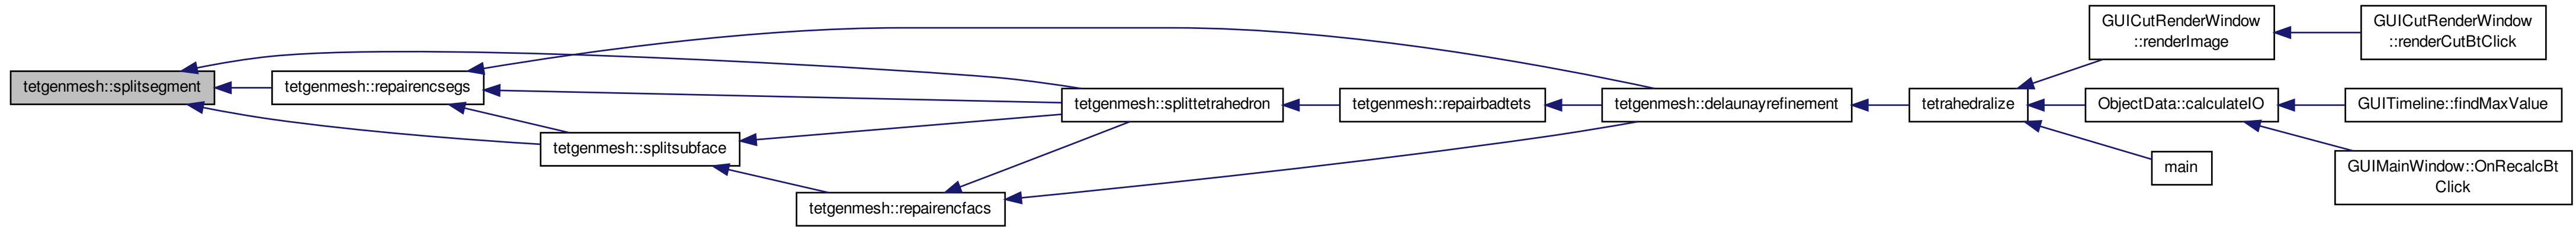 tetgenmesh::splitsegment
tetgenmesh::repairencsegs
tetgenmesh::splitsubface
tetgenmesh::repairencfacs
tetgenmesh::splittetrahedron
tetgenmesh::repairbadtets
tetgenmesh::delaunayrefinement
tetrahedralize
GUICutRenderWindow
::renderImage
ObjectData::calculateIO
main
GUICutRenderWindow
::renderCutBtClick
GUITimeline::findMaxValue
GUIMainWindow::OnRecalcBt
Click